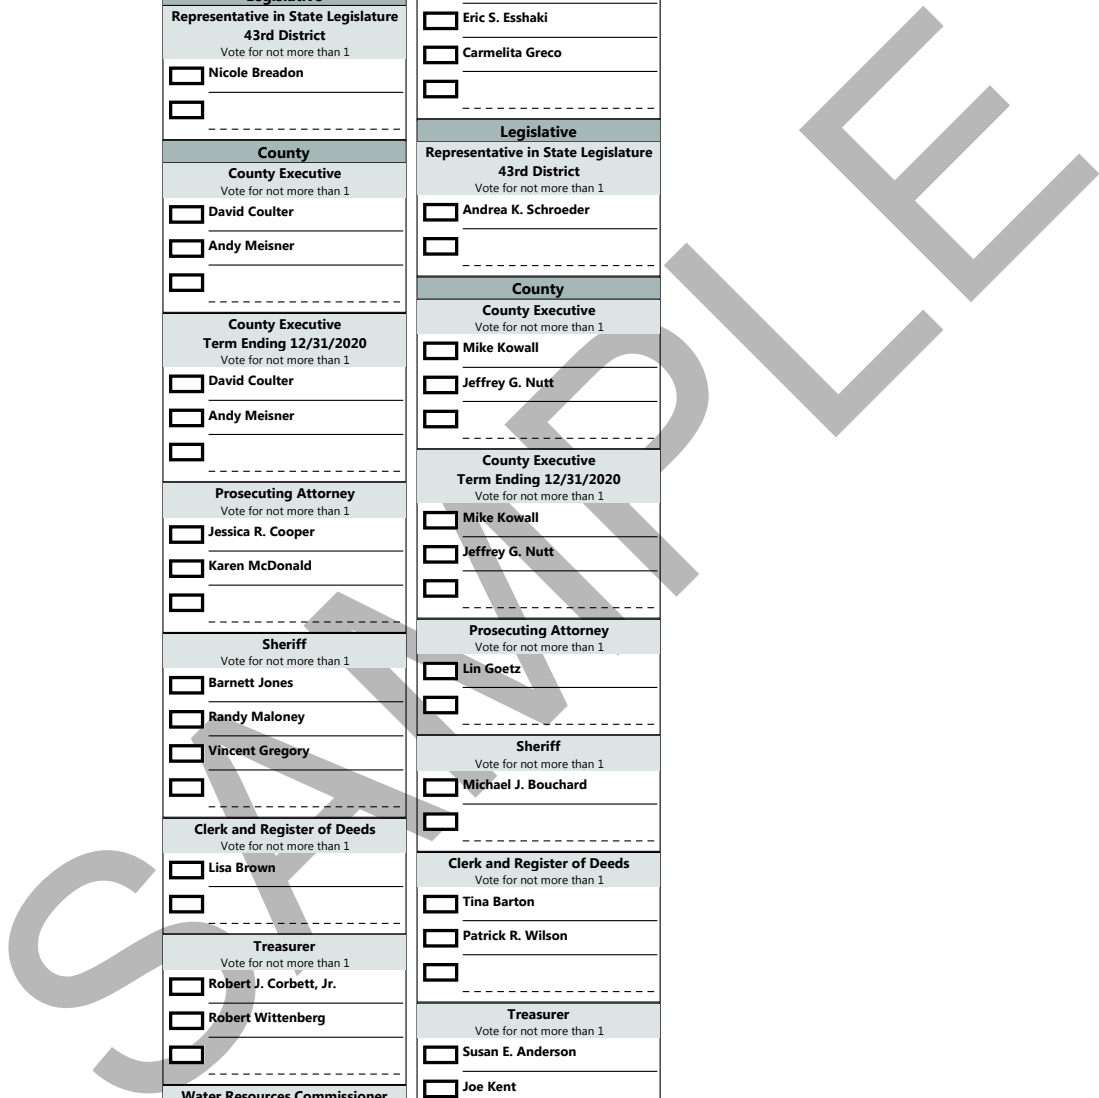 Representative in State Legislature
43rd District
Vote for not more than 1
Nicole Breadon
County
County Executive
Vote for not more than 1
David Coulter
Andy Meisner
County Executive
Term Ending 12/31/2020
Vote for not more than 1
David Coulter
Andy Meisner
Prosecuting Attorney
Vote for not more than 1
Jessica R. Cooper
Karen McDonald
Sheriff
Vote for not more than 1
Barnett Jones
Randy Maloney
Vincent Gregory
Clerk and Register of Deeds
Vote for not more than 1
Lisa Brown
Treasurer
Vote for not more than 1
Robert J. Corbett, Jr.
Robert Wittenberg
Water Resources Commissioner
Eric S. Esshaki
Carmelita Greco
Legislative
Representative in State Legislature
43rd District
Vote for not more than 1
Andrea K. Schroeder
County
County Executive
Vote for not more than 1
Mike Kowall
Jeffrey G. Nutt
County Executive
Term Ending 12/31/2020
Vote for not more than 1
Mike Kowall
Jeffrey G. Nutt
Prosecuting Attorney
Vote for not more than 1
Lin Goetz
Sheriff
Vote for not more than 1
Michael J. Bouchard
Clerk and Register of Deeds
Vote for not more than 1
Tina Barton
Patrick R. Wilson
Treasurer
Vote for not more than 1
Susan E. Anderson
Joe Kent
SAMPLE